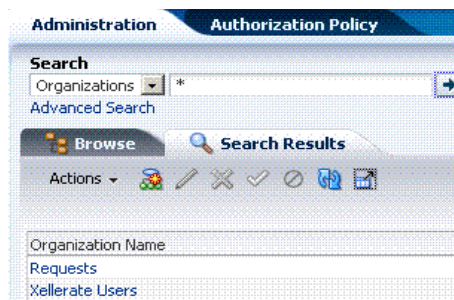 Administration Authorization Policy
Search
Organizations *
Advanced Search
Browse Search Results
Actions
Organization Name
Requests
Xellerate Users